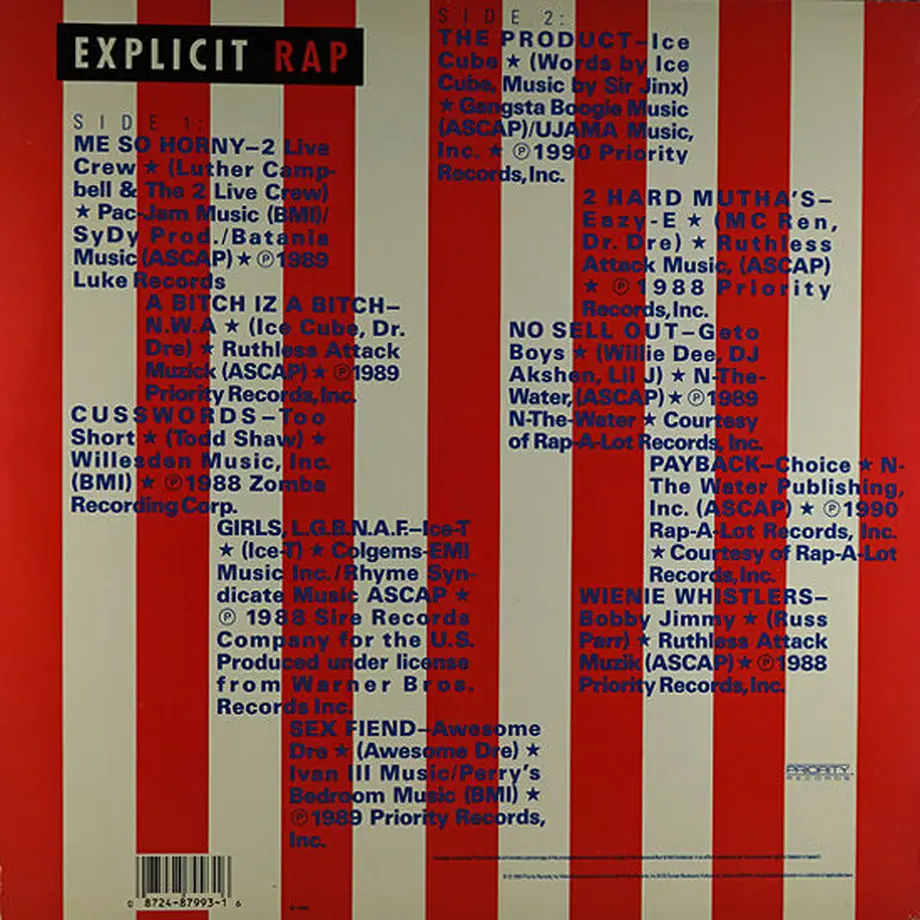 EXPLICIT RAP
SIDE 1:
ME SO HORNY–2 Live
Crew ★ (Luther Camp-
bell & The 2 Live Crew)
★ Pac-Jam Music (BMI)/
SyDy Prod./Batania
Music (ASCAP) ★ Ⓟ1989
Luke Records
A BITCH IZ A BITCH–
N.W.A ★ (Ice Cube, Dr.
Dre) ★ Ruthless Attack
Muzick (ASCAP) ★ Ⓟ1989
Priority Records, Inc.
CUSSWORDS–Too
Short ★ (Todd Shaw) ★
Willesden Music, Inc.
(BMI) ★ Ⓟ1988 Zomba
Recording Corp.
GIRLS, L.G.B.N.A.F.–Ice-T
★ (Ice-T) ★ Colgems-EMI
Music Inc./Rhyme Syn-
dicate Music ASCAP ★
Ⓟ 1988 Sire Records
Company for the U.S.
Produced under license
from Warner Bros.
Records Inc.
SEX FIEND–Awesome
Dre ★ (Awesome Dre) ★
Ivan III Music/Perry's
Bedroom Music (BMI) ★
Ⓟ1989 Priority Records,
Inc.
SIDE 2:
THE PRODUCT–Ice
Cube ★ (Words by Ice
Cube, Music by Sir Jinx)
★ Gangsta Boogie Music
(ASCAP)/UJAMA Music,
Inc. ★ Ⓟ1990 Priority
Records, Inc.
2 HARD MUTHA'S–
Eazy-E ★ (MC Ren,
Dr. Dre) ★ Ruthless
Attack Music, (ASCAP)
★ Ⓟ1988 Priority
Records, Inc.
NO SELL OUT–Geto
Boys ★ (Willie Dee, DJ
Akshen, Lil J) ★ N-The-
Water, (ASCAP) ★ Ⓟ1989
N-The-Water ★ Courtesy
of Rap-A-Lot Records, Inc.
PAYBACK–Choice ★ N-
The Water Publishing,
Inc. (ASCAP) ★ Ⓟ1990
Rap-A-Lot Records, Inc.
★ Courtesy of Rap-A-Lot
Records, Inc.
WIENIE WHISTLERS–
Bobby Jimmy ★ (Russ
Parr) ★ Ruthless Attack
Muzik (ASCAP) ★ Ⓟ1988
Priority Records, Inc.
PRIORITY
RECORDS
0 8724-87993-1 6